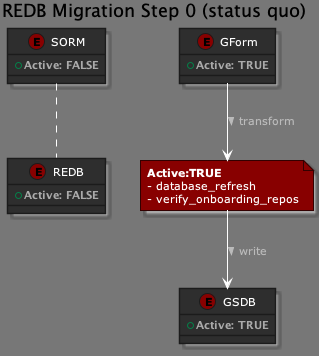 REDB Migration Step 0 (status quo)
E SORM
Active: FALSE
E GForm
Active: TRUE
transform
E REDB
Active: FALSE
Active:TRUE
- database_refresh
- verify_onboarding_repos
write
E GSDB
Active: TRUE